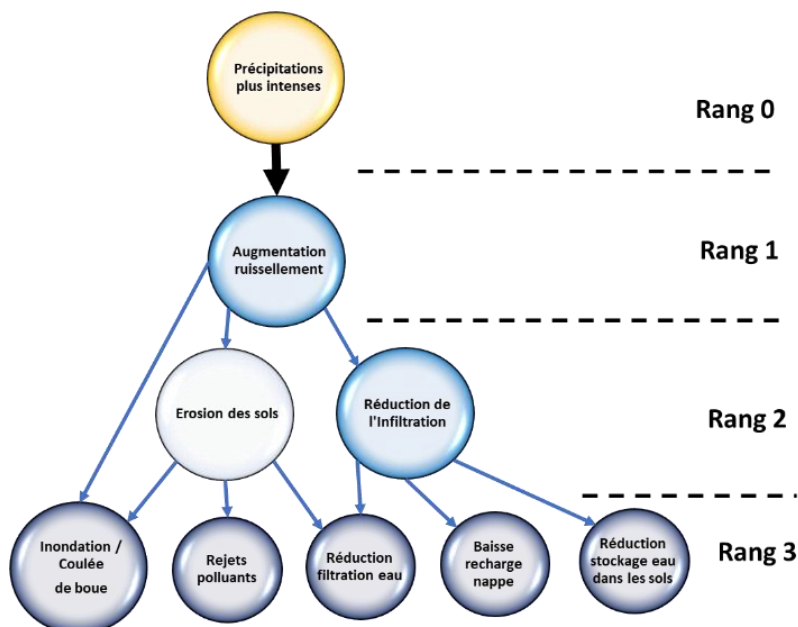 Précipitations
plus intenses
Rang 0
Augmentation
ruissellement
Rang 1
Erosion des sols
Réduction de
l'Infiltration
Rang 2
Inondation /
Coulée
de boue
Rejets
polluants
Réduction
filtration eau
Baisse
recharge
nappe
Réduction
stockage eau
dans les sols
Rang 3